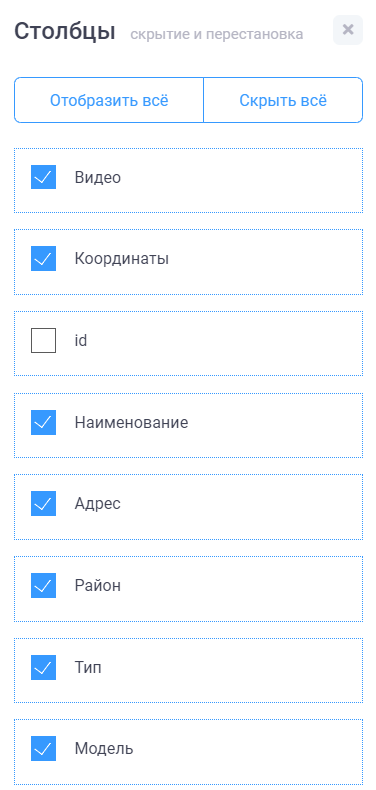 Столбцы скрытие и перестановка
Отобразить всё Скрыть всё
Видео
Координаты
id
Наименование
Адрес
Район
Тип
Модель